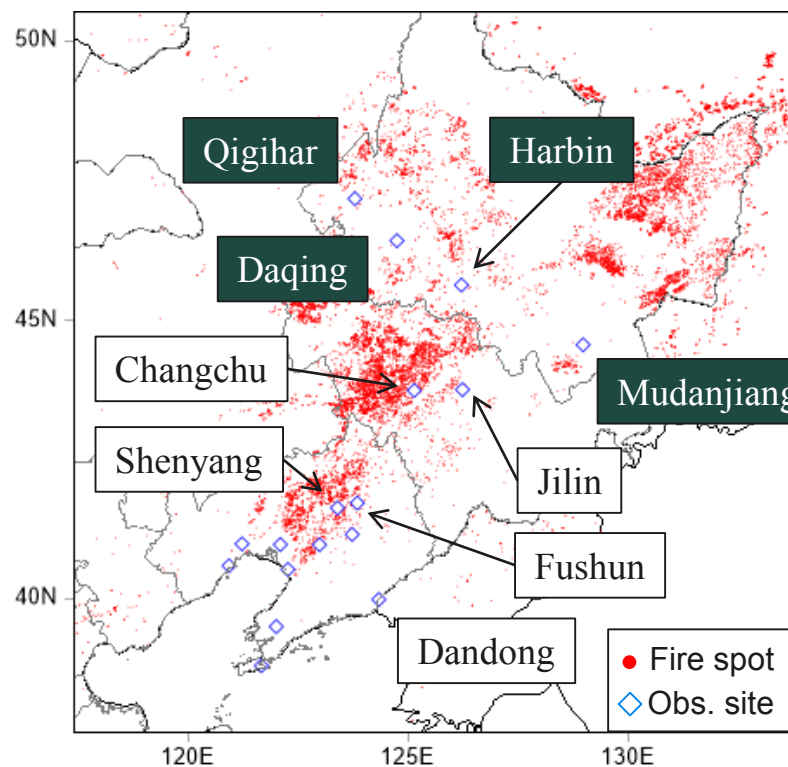 50N
Qigihar
Harbin
Daqing
45N
Changchu
Mudanjiang
Shenyang
Jilin
Fushun
40N
Dandong
Fire spot
Obs. site
120E
125E
130E